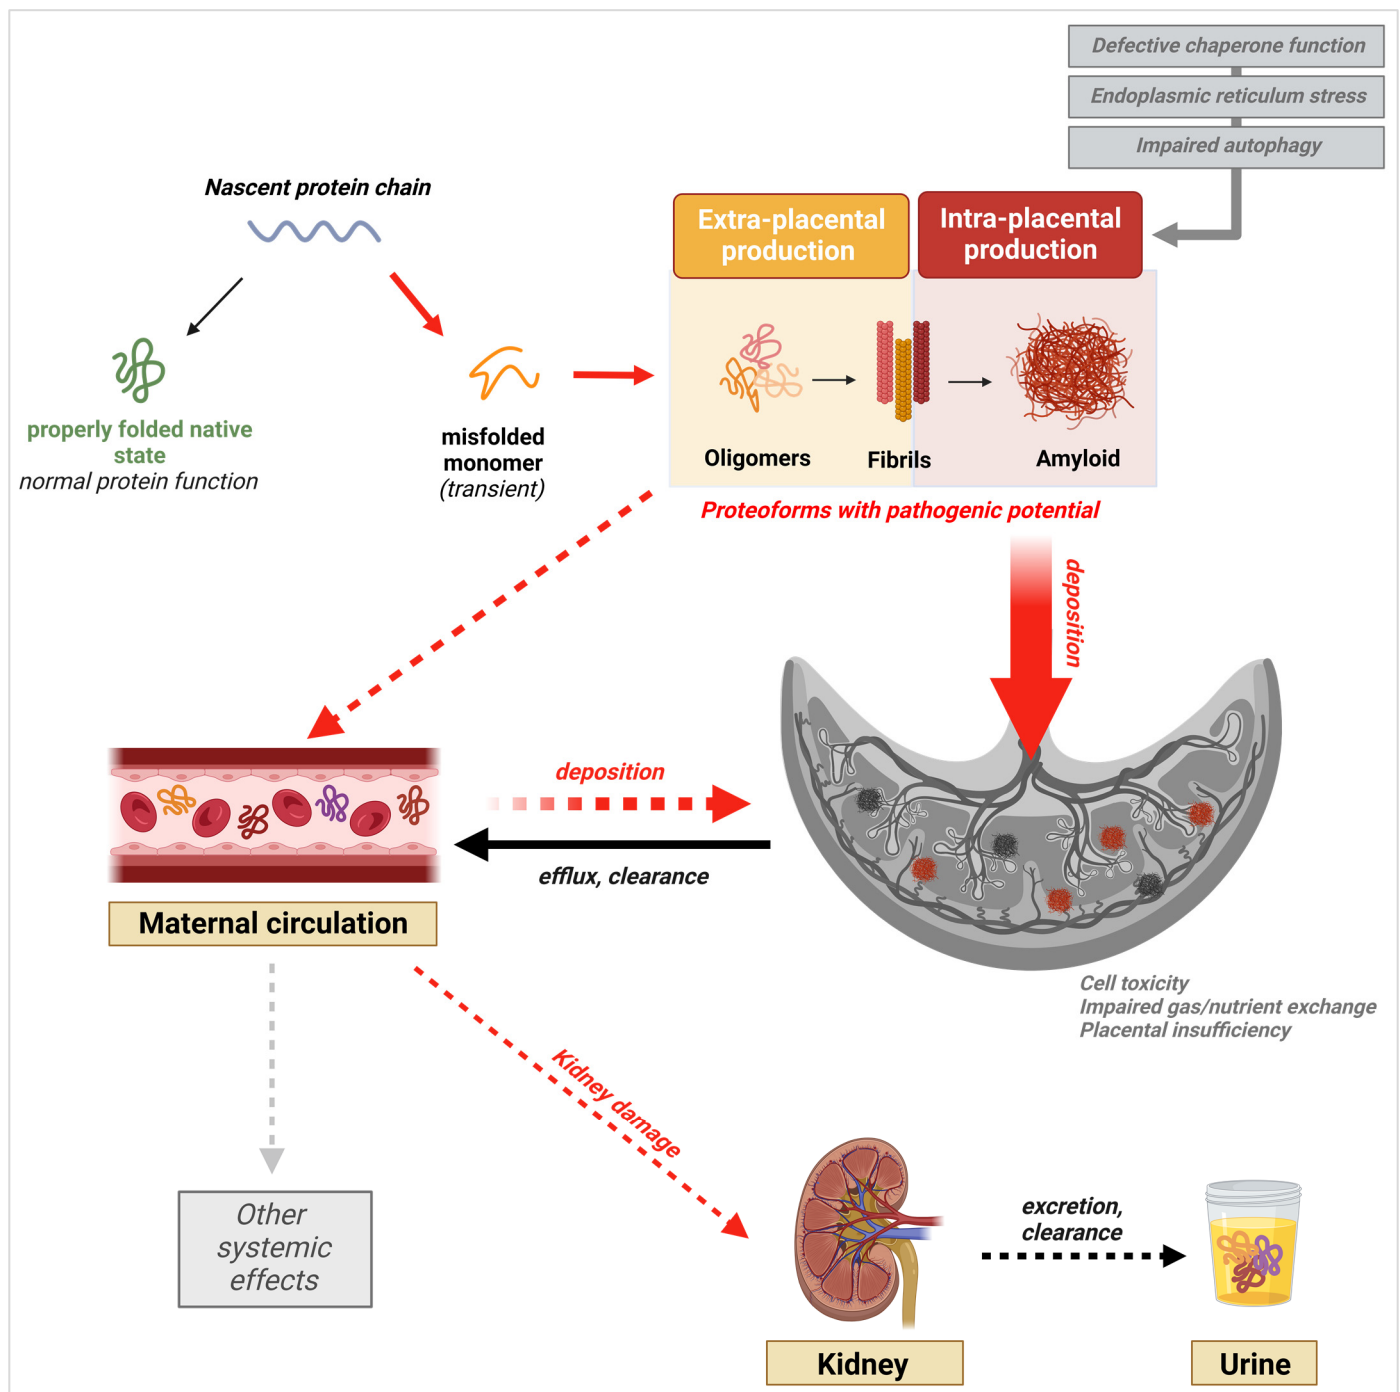 Defective chaperone function
Endoplasmic reticulum stress
Impaired autophagy
Nascent protein chain
Extra-placental
production
Intra-placental
production
properly folded native
state
normal protein function
misfolded
monomer
(transient)
Oligomers
Fibrils
Amyloid
Proteoforms with pathogenic potential
deposition
deposition
efflux, clearance
Maternal circulation
Cell toxicity
Impaired gas/nutrient exchange
Placental insufficiency
Kidney damage
Other
systemic
effects
excretion,
clearance
Kidney
Urine